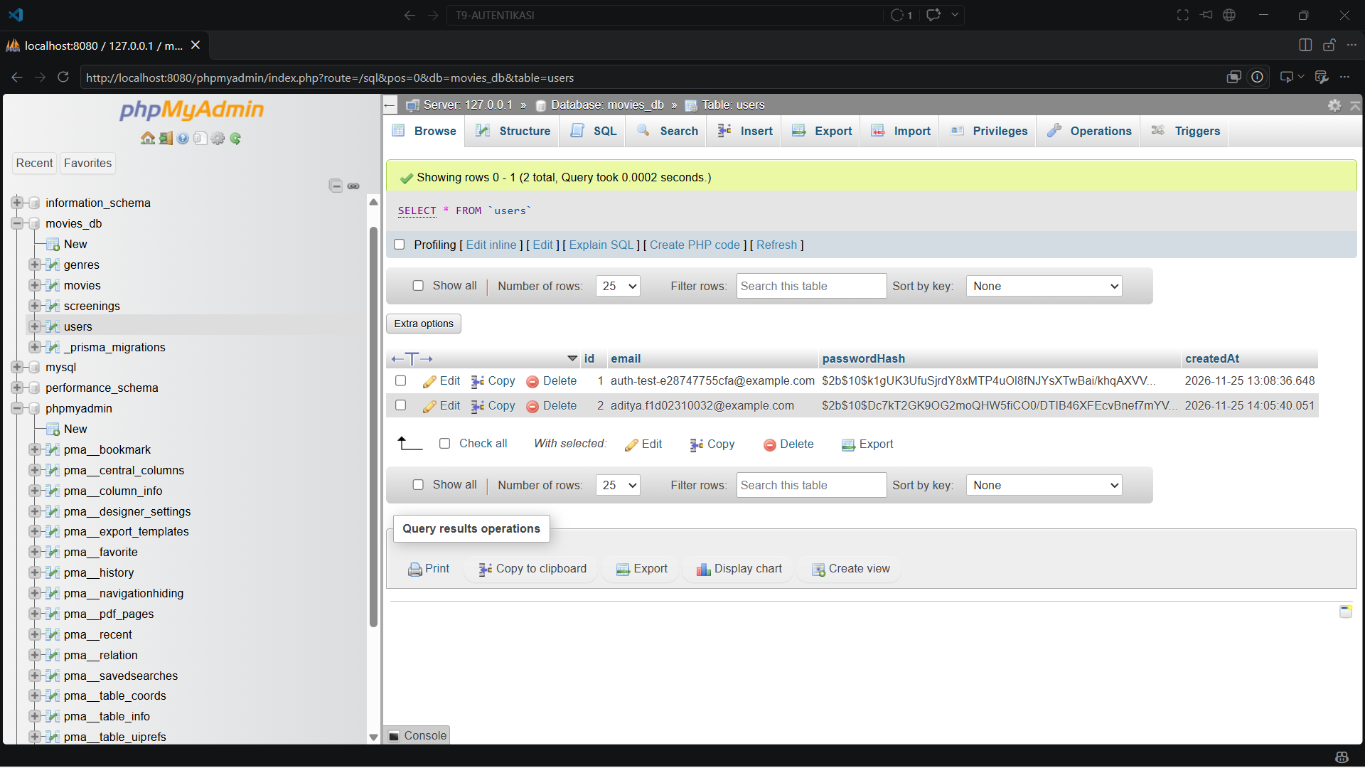 T9-AUTENTIKASI
1
localhost:8080 / 127.0.0.1 / m...
http://localhost:8080/phpmyadmin/index.php?route=/sql&pos=0&db=movies_db&table=users
phpMyAdmin
Recent Favorites
information_schema
movies_db
New
genres
movies
screenings
users
_prisma_migrations
mysql
performance_schema
phpmyadmin
New
pma__bookmark
pma__central_columns
pma__column_info
pma__designer_settings
pma__export_templates
pma__favorite
pma__history
pma__navigationhiding
pma__pdf_pages
pma__recent
pma__relation
pma__savedsearches
pma__table_coords
pma__table_info
pma__table_uiprefs
Server: 127.0.0.1 » Database: movies_db » Table: users
Browse Structure SQL Search Insert Export Import Privileges Operations Triggers
Showing rows 0 - 1 (2 total, Query took 0.0002 seconds.)
SELECT * FROM `users`
Profiling [ Edit inline ] [ Edit ] [ Explain SQL ] [ Create PHP code ] [ Refresh ]
Show all Number of rows: 25 Filter rows: Search this table Sort by key: None
Extra options
id email passwordHash createdAt
Edit Copy Delete 1 auth-test-e28747755cfa@example.com $2b$10$k1gUK3UfuSjrdY8xMTP4uOl8fNJYsXTwBai/khqAXVV... 2026-11-25 13:08:36.648
Edit Copy Delete 2 aditya.f1d02310032@example.com $2b$10$Dc7kT2GK9OG2moQHW5fiCO0/DTIB46XFEcvBnef7mYV... 2026-11-25 14:05:40.051
Check all With selected: Edit Copy Delete Export
Show all Number of rows: 25 Filter rows: Search this table Sort by key: None
Query results operations
Print Copy to clipboard Export Display chart Create view
Console